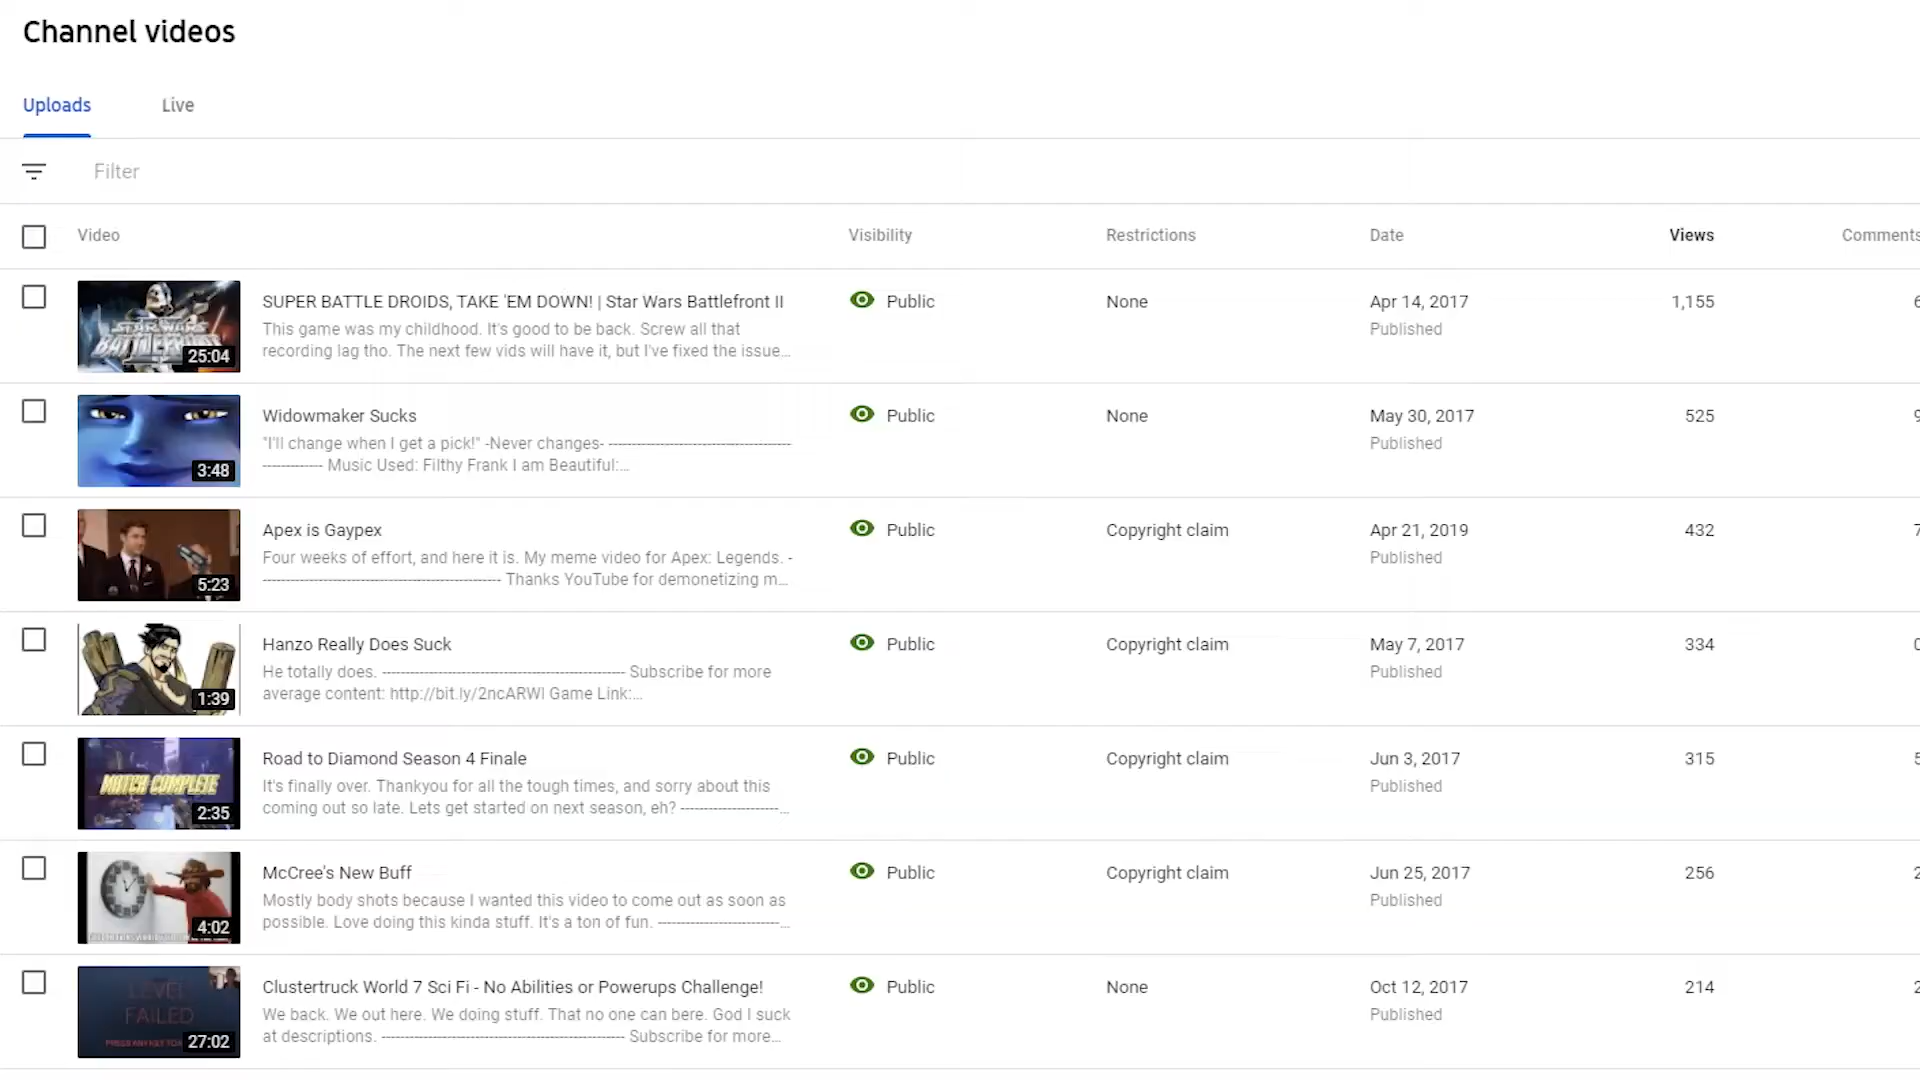 Channel videos
Uploads
Live
Filter
Video
Visibility
Restrictions
Date
Views
Comments
STAR WARS
BATTLEFRONT
25:04
SUPER BATTLE DROIDS, TAKE 'EM DOWN! | Star Wars Battlefront II
This game was my childhood. It's good to be back. Screw all that
recording lag tho. The next few vids will have it, but I've fixed the issue...
Public
None
Apr 14, 2017
Published
1,155
3:48
Widowmaker Sucks
"I'll change when I get a pick!" -Never changes- ----------------------------------------
------------- Music Used: Filthy Frank I am Beautiful:...
Public
None
May 30, 2017
Published
525
5:23
Apex is Gaypex
Four weeks of effort, and here it is. My meme video for Apex: Legends. -
---------------------------------------------------- Thanks YouTube for demonetizing m...
Public
Copyright claim
Apr 21, 2019
Published
432
1:39
Hanzo Really Does Suck
He totally does. ----------------------------------------------------- Subscribe for more
average content: http://bit.ly/2ncARWl Game Link:...
Public
Copyright claim
May 7, 2017
Published
334
MATCH COMPLETE
2:35
Road to Diamond Season 4 Finale
It's finally over. Thankyou for all the tough times, and sorry about this
coming out so late. Lets get started on next season, eh? ---------------------...
Public
Copyright claim
Jun 3, 2017
Published
315
4:02
McCree's New Buff
Mostly body shots because I wanted this video to come out as soon as
possible. Love doing this kinda stuff. It's a ton of fun. --------------------------...
Public
Copyright claim
Jun 25, 2017
Published
256
LEVEL
FAILED
27:02
Clustertruck World 7 Sci Fi - No Abilities or Powerups Challenge!
We back. We out here. We doing stuff. That no one can bere. God I suck
at descriptions. ----------------------------------------------------- Subscribe for more...
Public
None
Oct 12, 2017
Published
214